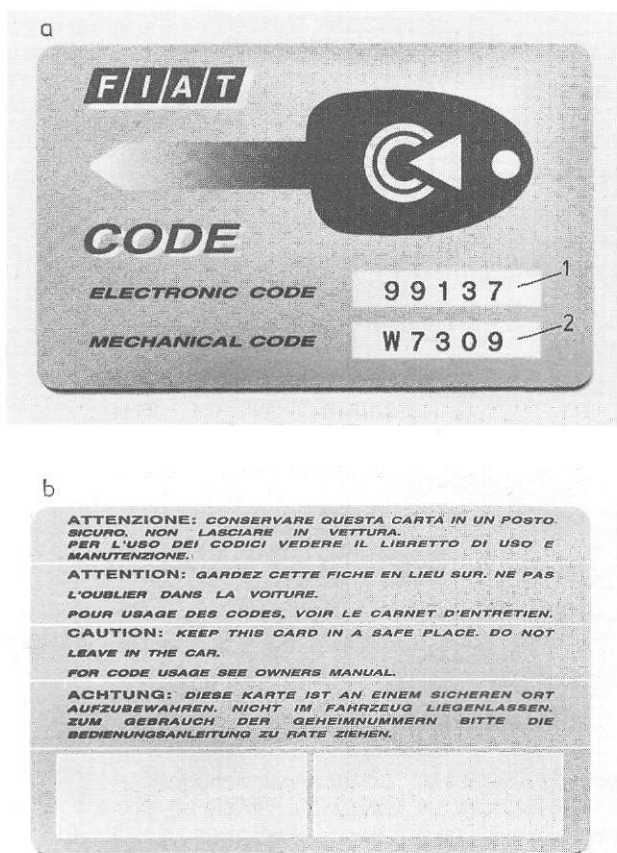 a
FIAT
CODE
ELECTRONIC CODE 99137 1
MECHANICAL CODE W7309 2
b
ATTENZIONE: CONSERVARE QUESTA CARTA IN UN POSTO
SICURO. NON LASCIARE IN VETTURA.
PER L'USO DEI CODICI VEDERE IL LIBRETTO DI USO E
MANUTENZIONE.
ATTENTION: GARDEZ CETTE FICHE EN LIEU SUR. NE PAS
L'OUBLIER DANS LA VOITURE.
POUR USAGE DES CODES, VOIR LE CARNET D'ENTRETIEN.
CAUTION: KEEP THIS CARD IN A SAFE PLACE. DO NOT
LEAVE IN THE CAR.
FOR CODE USAGE SEE OWNERS MANUAL.
ACHTUNG: DIESE KARTE IST AN EINEM SICHEREN ORT
AUFZUBEWAHREN. NICHT IM FAHRZEUG LIEGENLASSEN.
ZUM GEBRAUCH DER GEHEIMNUMMERN BITTE DIE
BEDIENUNGSANLEITUNG ZU RATE ZIEHEN.